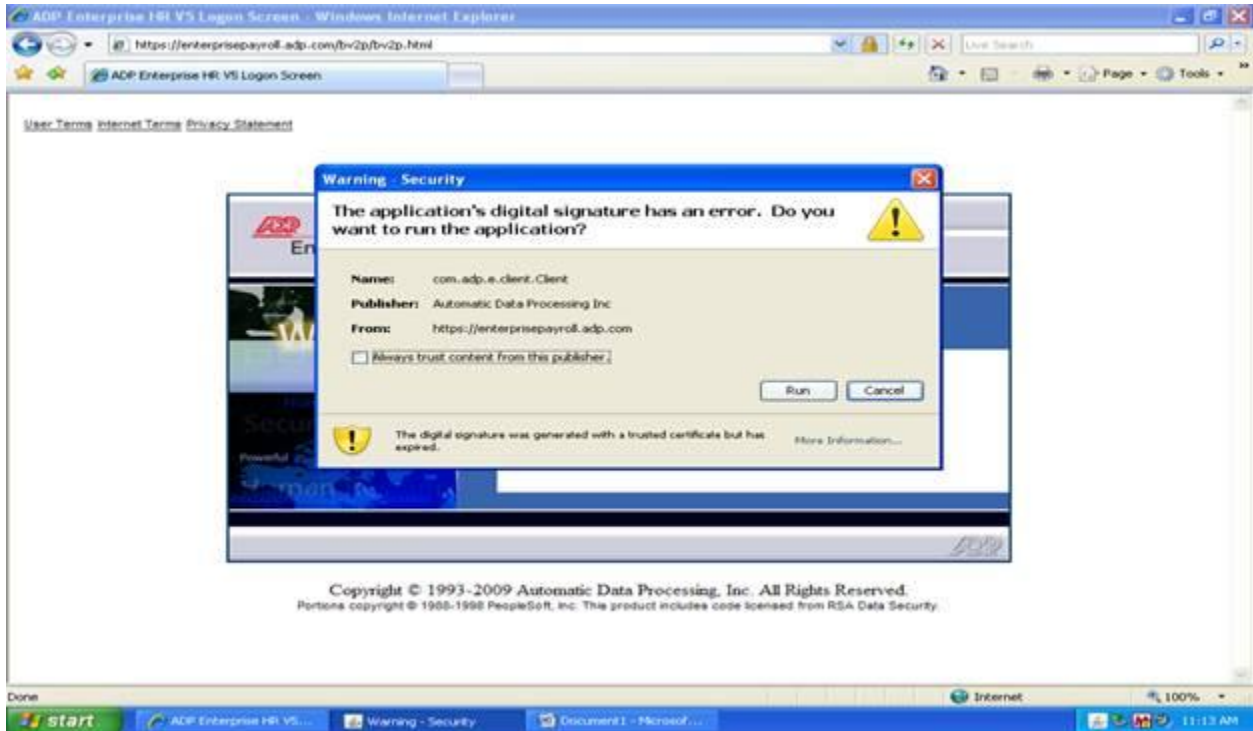 ADP Enterprise HR V5 Logon Screen - Windows Internet Explorer
https://enterprisepayroll.adp.com/bv2p/bv2p.html
Live Search
ADP Enterprise HR V5 Logon Screen
Page
Tools
User Terms Internet Terms Privacy Statement
Warning - Security
The application's digital signature has an error. Do you
want to run the application?
ADP
En
Name: com.adp.e.client.Client
Publisher: Automatic Data Processing Inc
From: https://enterprisepayroll.adp.com
Always trust content from this publisher.
Run Cancel
Secu
The digital signature was generated with a trusted certificate but has
expired.
More Information...
Powerful
Human
ADP
Copyright © 1993-2009 Automatic Data Processing, Inc. All Rights Reserved.
Portions copyright © 1988-1998 PeopleSoft, Inc. This product includes code licensed from RSA Data Security.
Done
Internet
100%
start
ADP Enterprise HR V5...
Warning - Security
Document1 - Microsof...
11:13 AM